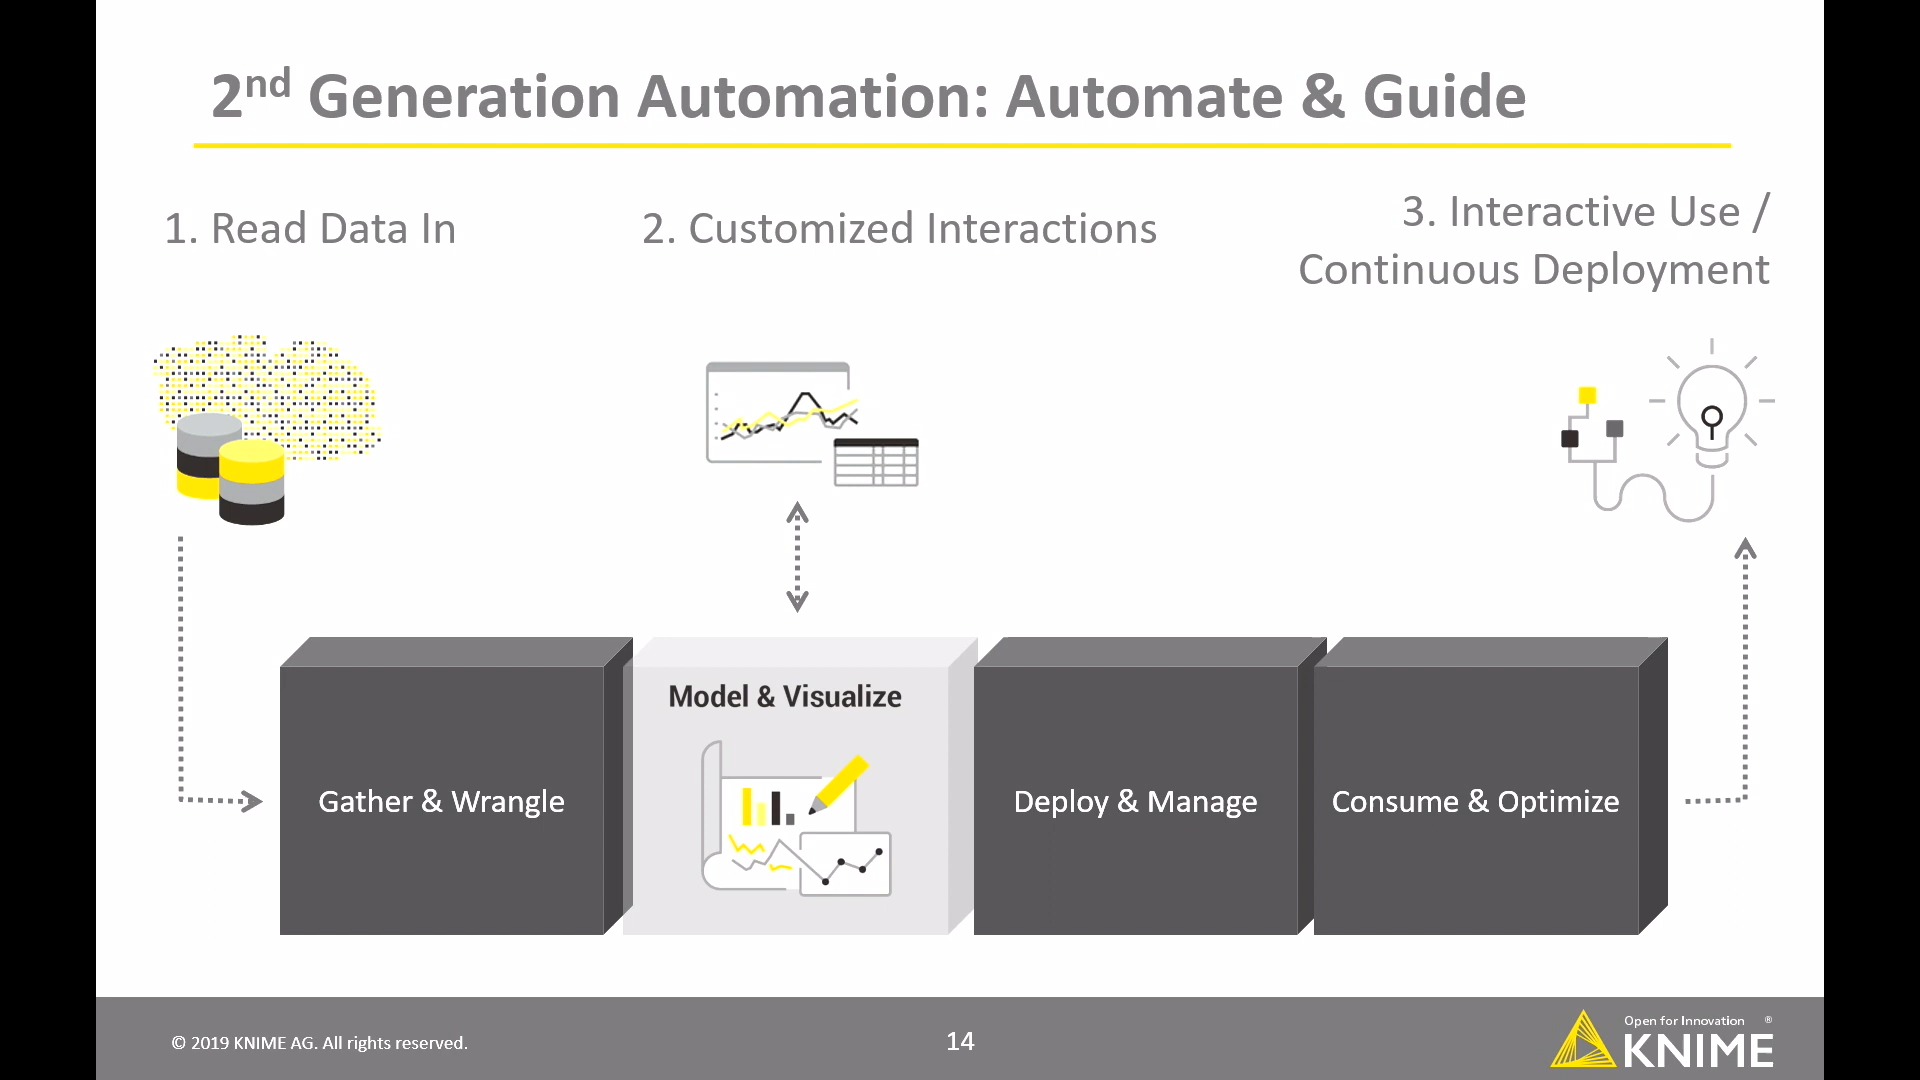 2nd Generation Automation: Automate & Guide
1. Read Data In
2. Customized Interactions
3. Interactive Use /
Continuous Deployment
Model & Visualize
Gather & Wrangle
Deploy & Manage
Consume & Optimize
© 2019 KNIME AG. All rights reserved.
14
Open for Innovation ®
KNIME